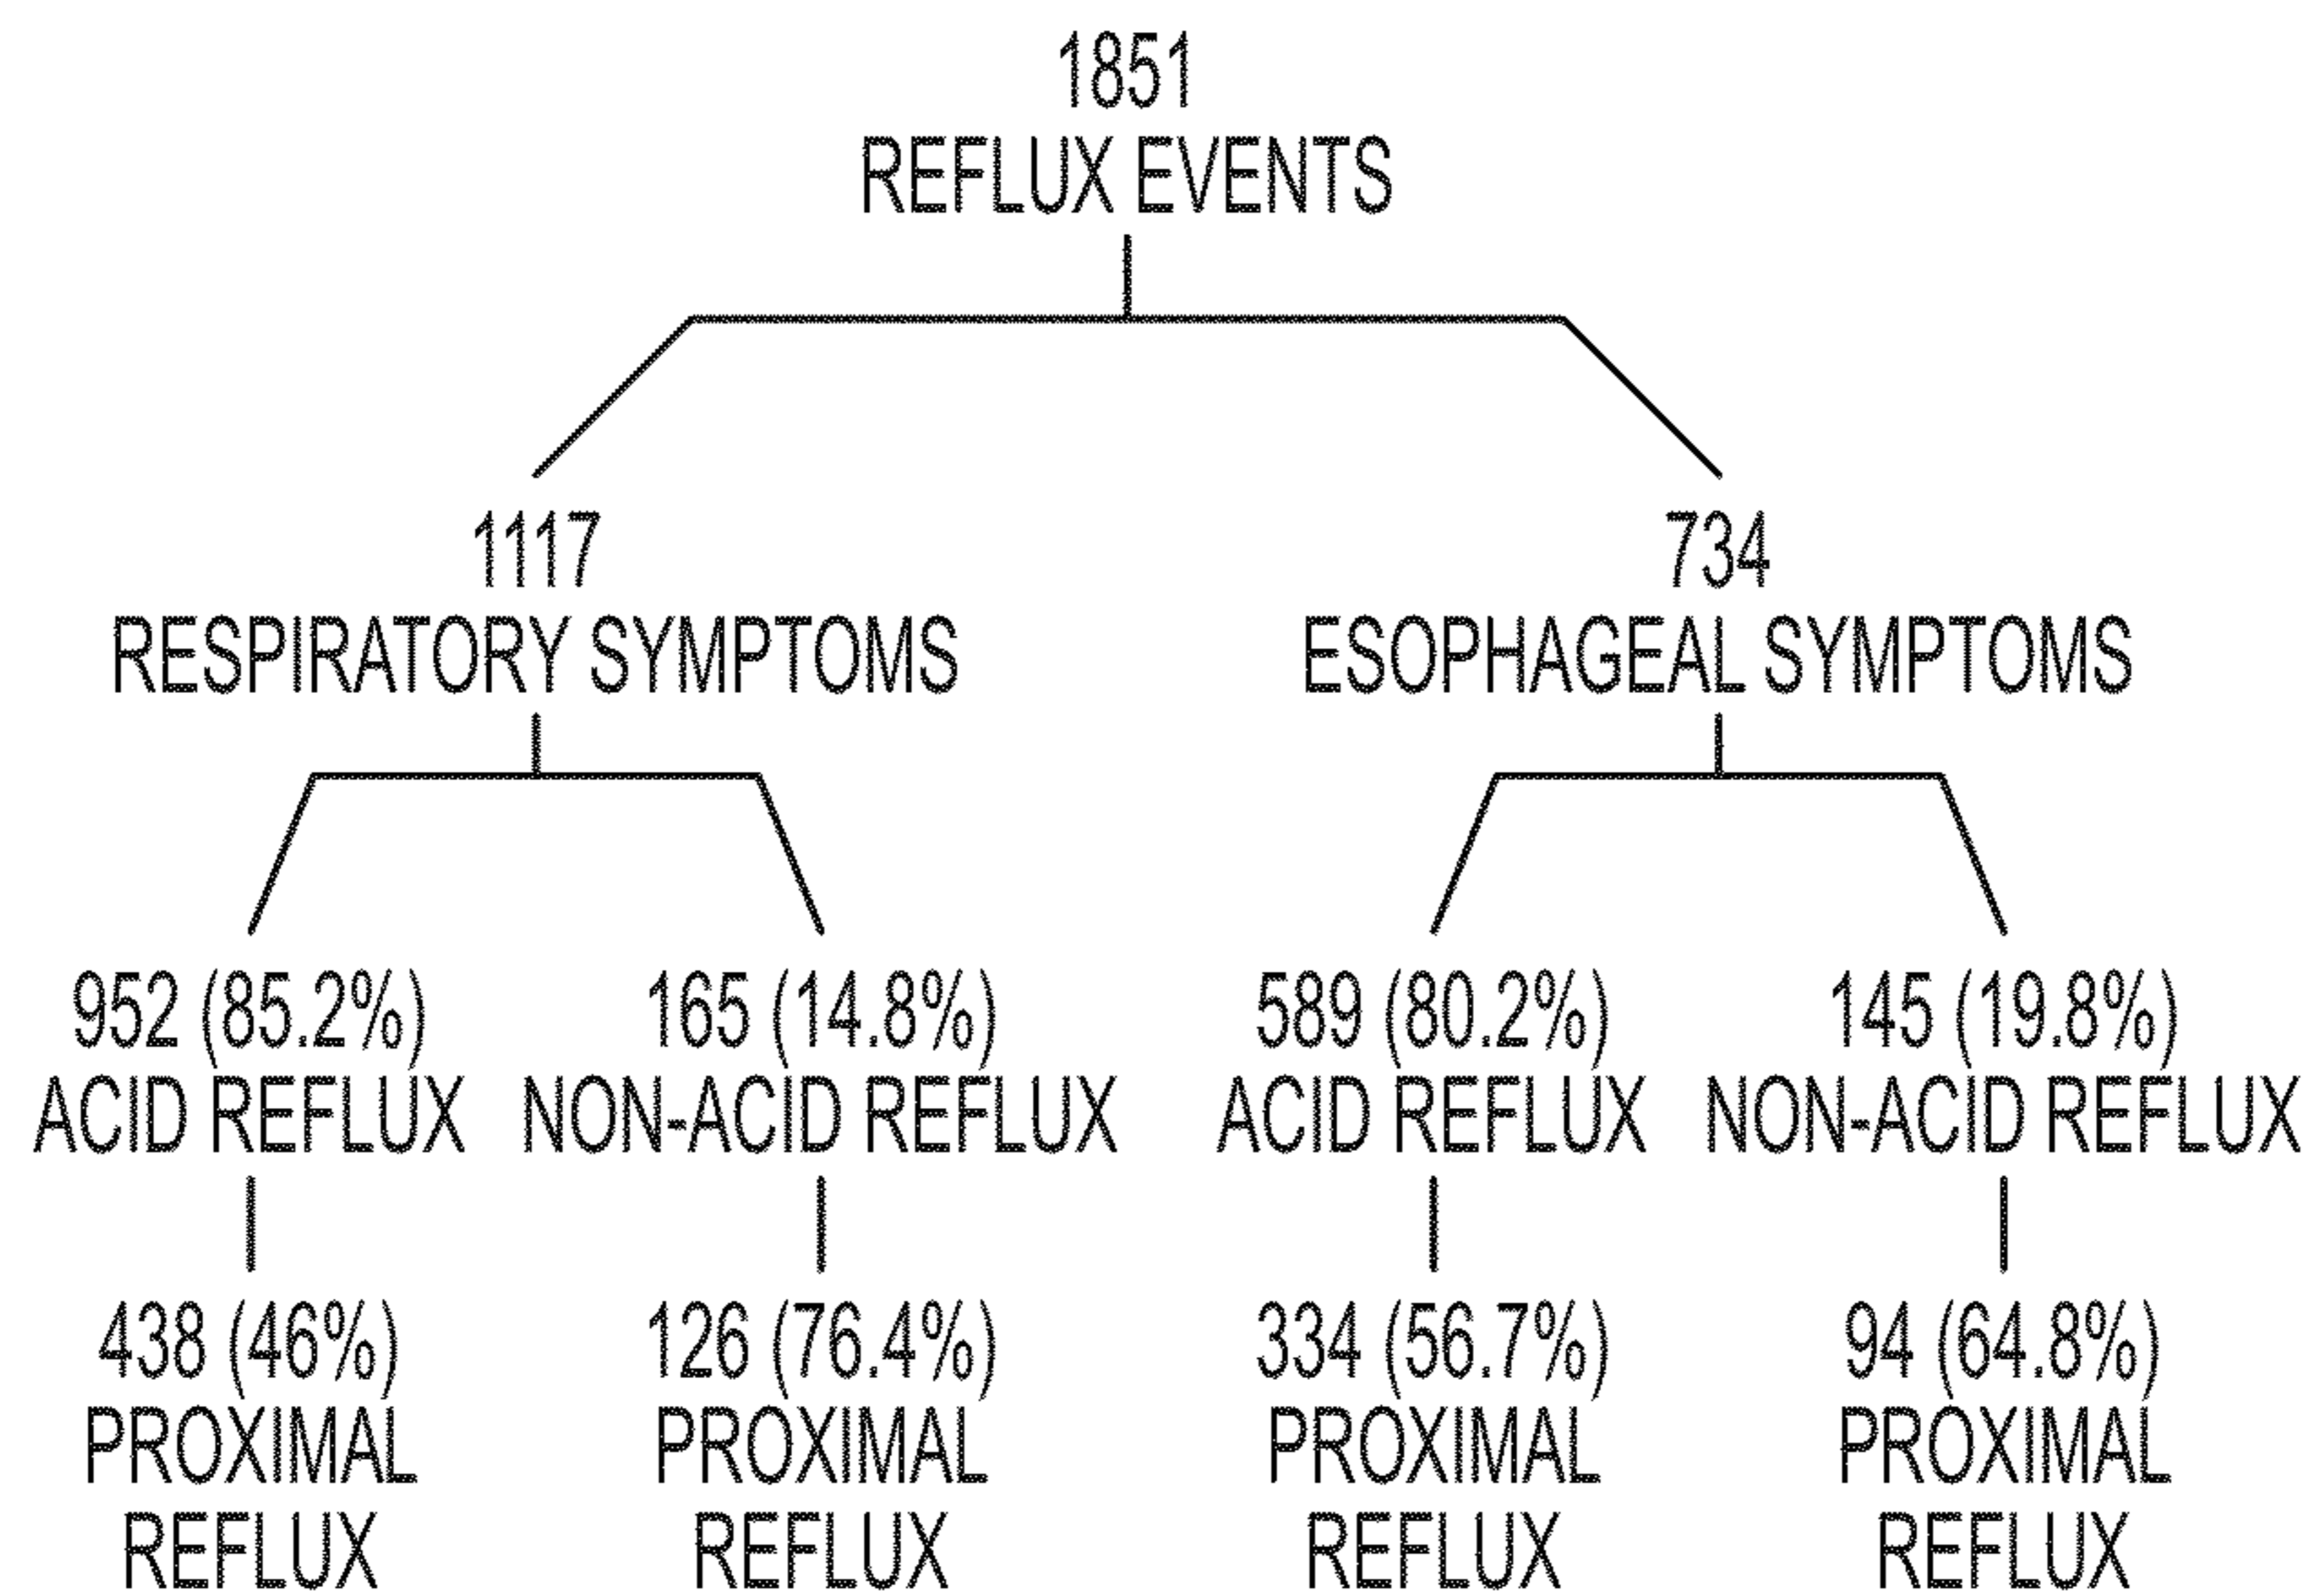 1851
REFLUX EVENTS
1117
RESPIRATORY SYMPTOMS
734
ESOPHAGEAL SYMPTOMS
952 (85.2%)
ACID REFLUX
165 (14.8%)
NON-ACID REFLUX
589 (80.2%)
ACID REFLUX
145 (19.8%)
NON-ACID REFLUX
438 (46%)
PROXIMAL
REFLUX
126 (76.4%)
PROXIMAL
REFLUX
334 (56.7%)
PROXIMAL
REFLUX
94 (64.8%)
PROXIMAL
REFLUX